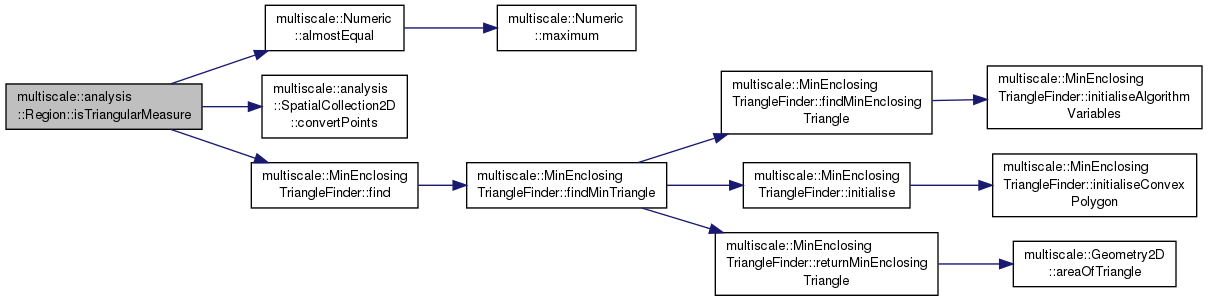 multiscale::analysis
::Region::isTriangularMeasure
multiscale::Numeric
::almostEqual
multiscale::Numeric
::maximum
multiscale::analysis
::SpatialCollection2D
::convertPoints
multiscale::MinEnclosing
TriangleFinder::find
multiscale::MinEnclosing
TriangleFinder::findMinTriangle
multiscale::MinEnclosing
TriangleFinder::findMinEnclosing
Triangle
multiscale::MinEnclosing
TriangleFinder::initialiseAlgorithm
Variables
multiscale::MinEnclosing
TriangleFinder::initialise
multiscale::MinEnclosing
TriangleFinder::initialiseConvex
Polygon
multiscale::MinEnclosing
TriangleFinder::returnMinEnclosing
Triangle
multiscale::Geometry2D
::areaOfTriangle